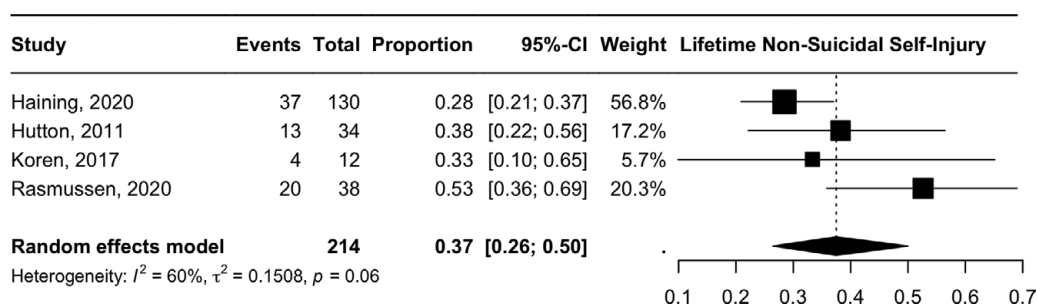 Study Events Total Proportion 95%-CI Weight Lifetime Non-Suicidal Self-Injury
Haining, 2020 37 130 0.28 [0.21; 0.37] 56.8%
Hutton, 2011 13 34 0.38 [0.22; 0.56] 17.2%
Koren, 2017 4 12 0.33 [0.10; 0.65] 5.7%
Rasmussen, 2020 20 38 0.53 [0.36; 0.69] 20.3%
Random effects model 214 0.37 [0.26; 0.50] .
Heterogeneity: I² = 60%, τ² = 0.1508, p = 0.06
0.1 0.2 0.3 0.4 0.5 0.6 0.7